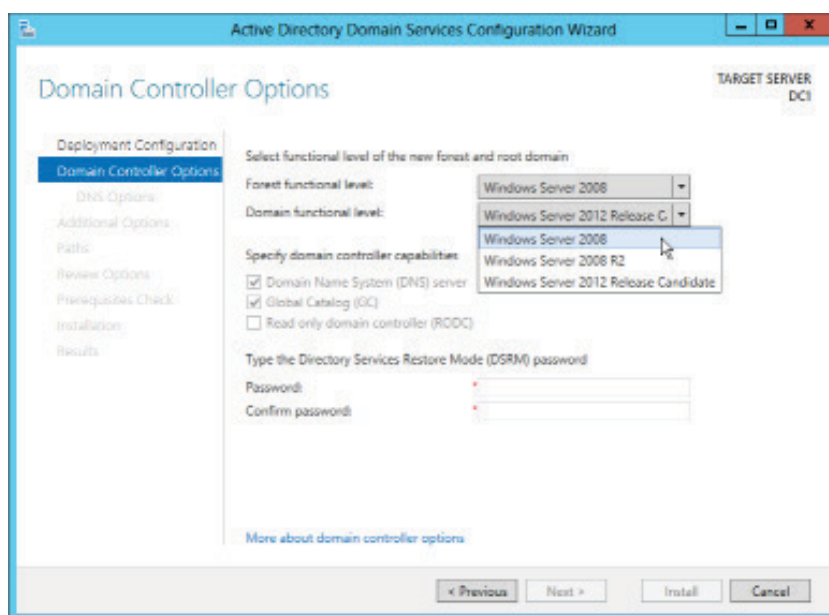 Active Directory Domain Services Configuration Wizard
Domain Controller Options
TARGET SERVER
DC1
Deployment Configuration
Domain Controller Options
DNS Options
Additional Options
Paths
Review Options
Prerequisites Check
Installation
Results
Select functional level of the new forest and root domain
Forest functional level: Windows Server 2008
Domain functional level: Windows Server 2012 Release C
Windows Server 2008
Windows Server 2008 R2
Windows Server 2012 Release Candidate
Specify domain controller capabilities
Domain Name System (DNS) server
Global Catalog (GC)
Read only domain controller (RODC)
Type the Directory Services Restore Mode (DSRM) password
Password: *
Confirm password: *
More about domain controller options
< Previous Next > Install Cancel